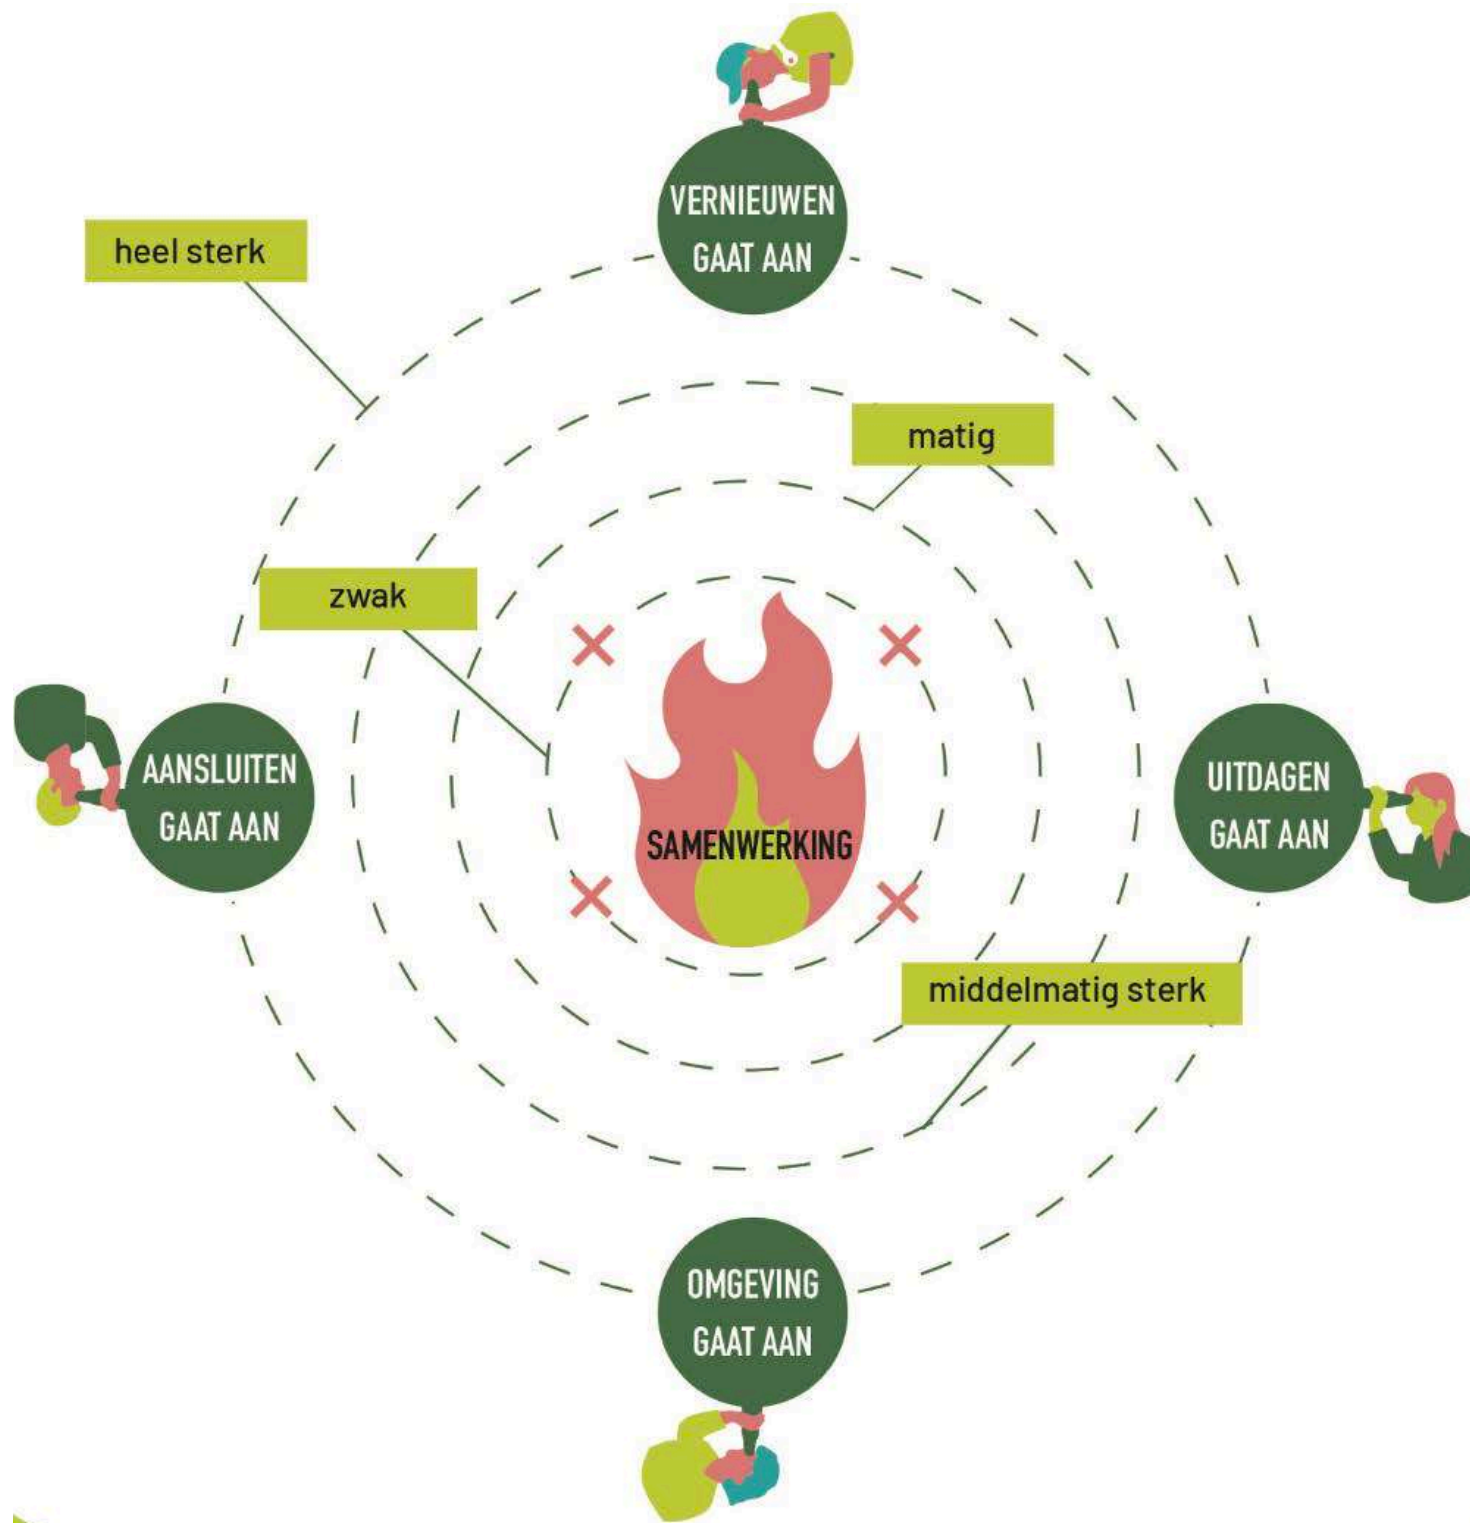 VERNIEUWEN
GAAT AAN
heel sterk
matig
zwak
AANSLUITEN
GAAT AAN
UITDAGEN
GAAT AAN
SAMENWERKING
middelmatig sterk
OMGEVING
GAAT AAN